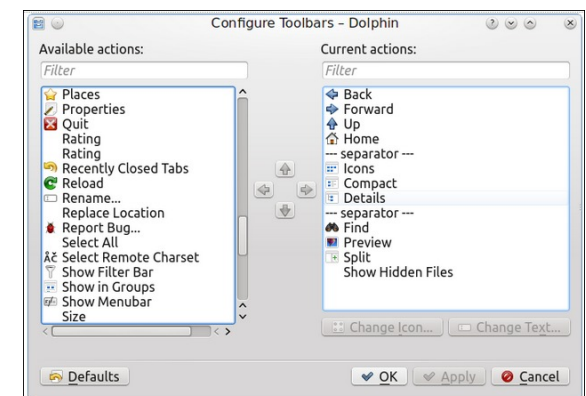 Configure Toolbars – Dolphin
Available actions:
Filter
Places
Properties
Quit
Rating
Rating
Recently Closed Tabs
Reload
Rename...
Replace Location
Report Bug...
Select All
Select Remote Charset
Show Filter Bar
Show in Groups
Show Menubar
Size
Current actions:
Filter
Back
Forward
Up
Home
--- separator ---
Icons
Compact
Details
--- separator ---
Find
Preview
Split
Show Hidden Files
Change Icon...
Change Text...
Defaults
OK
Apply
Cancel